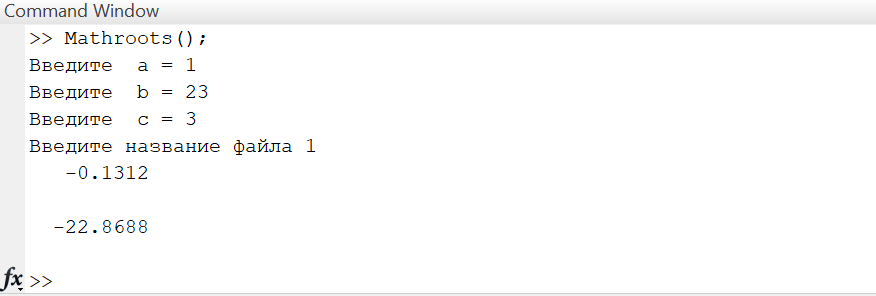 Command Window
>> Mathroots();
Введите  a = 1
Введите  b = 23
Введите  c = 3
Введите название файла 1
   -0.1312
  -22.8688
fx >>